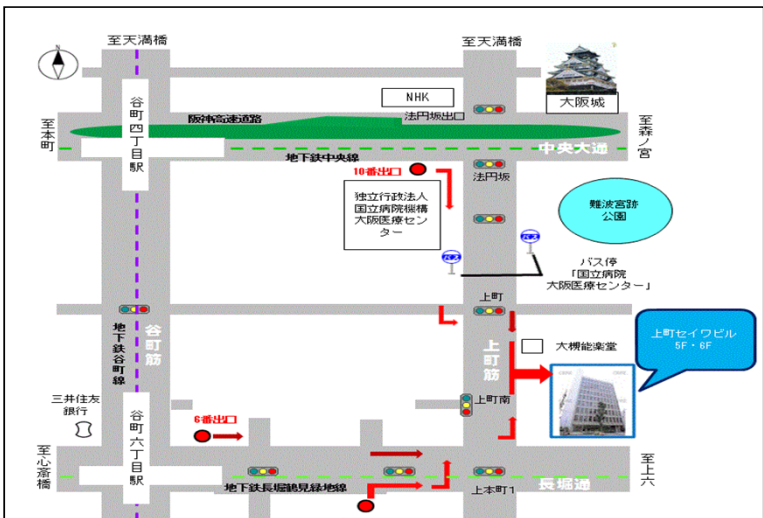 至天満橋
至天満橋
N
NHK
大阪城
阪神高速道路
法円坂出口
至本町
谷町四丁目駅
至森ノ宮
中央大通
地下鉄中央線
10番出口
法円坂
独立行政法人
国立病院機構
大阪医療セン
ター
難波宮跡
公園
バス
バス
バス停
「国立病院
大阪医療センター」
上町
上町セイワビル
5F・6F
地下鉄谷町線
谷町筋
上町筋
大槻能楽堂
三井住友
銀行
上町南
谷町六丁目駅
6番出口
至心斎橋
至上六
地下鉄長堀鶴見緑地線
上本町1
長堀通